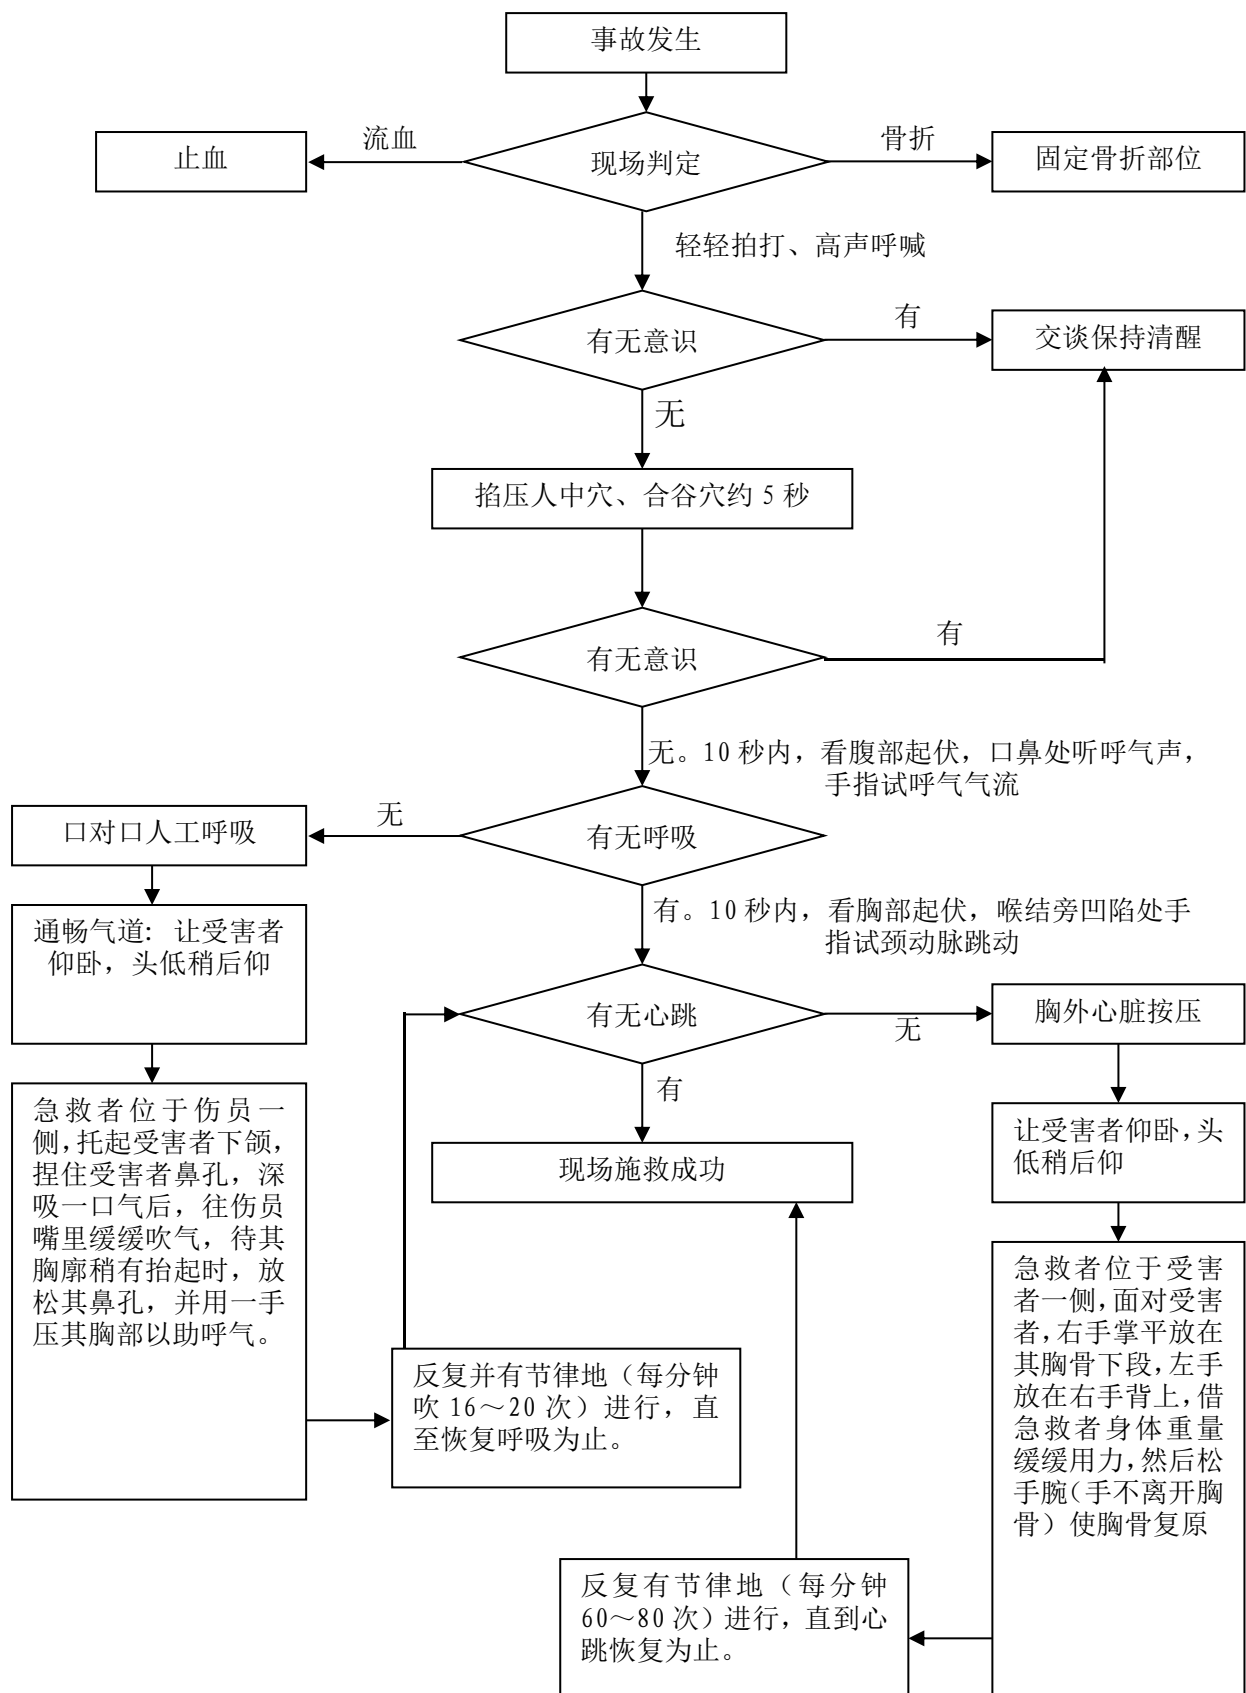 事故发生
流血
骨折
止血
现场判定
固定骨折部位
轻轻拍打、高声呼喊
有
有无意识
交谈保持清醒
无
掐压人中穴、合谷穴约 5 秒
有
有无意识
无。10 秒内，看腹部起伏，口鼻处听呼气声，
手指试呼气气流
无
口对口人工呼吸
有无呼吸
有。10 秒内，看胸部起伏，喉结旁凹陷处手
指试颈动脉跳动
通畅气道：让受害者
仰卧，头低稍后仰
有无心跳
无
胸外心脏按压
有
急救者位于伤员一
侧，托起受害者下颌，
捏住受害者鼻孔，深
吸一口气后，往伤员
嘴里缓缓吹气，待其
胸廓稍有抬起时，放
松其鼻孔，并用一手
压其胸部以助呼气。
现场施救成功
让受害者仰卧，头
低稍后仰
反复并有节律地（每分钟
吹 16～20 次）进行，直
至恢复呼吸为止。
急救者位于受害
者一侧，面对受害
者，右手掌平放在
其胸骨下段，左手
放在右手背上，借
急救者身体重量
缓缓用力，然后松
手腕（手不离开胸
骨）使胸骨复原
反复有节律地（每分钟
60～80 次）进行，直到心
跳恢复为止。